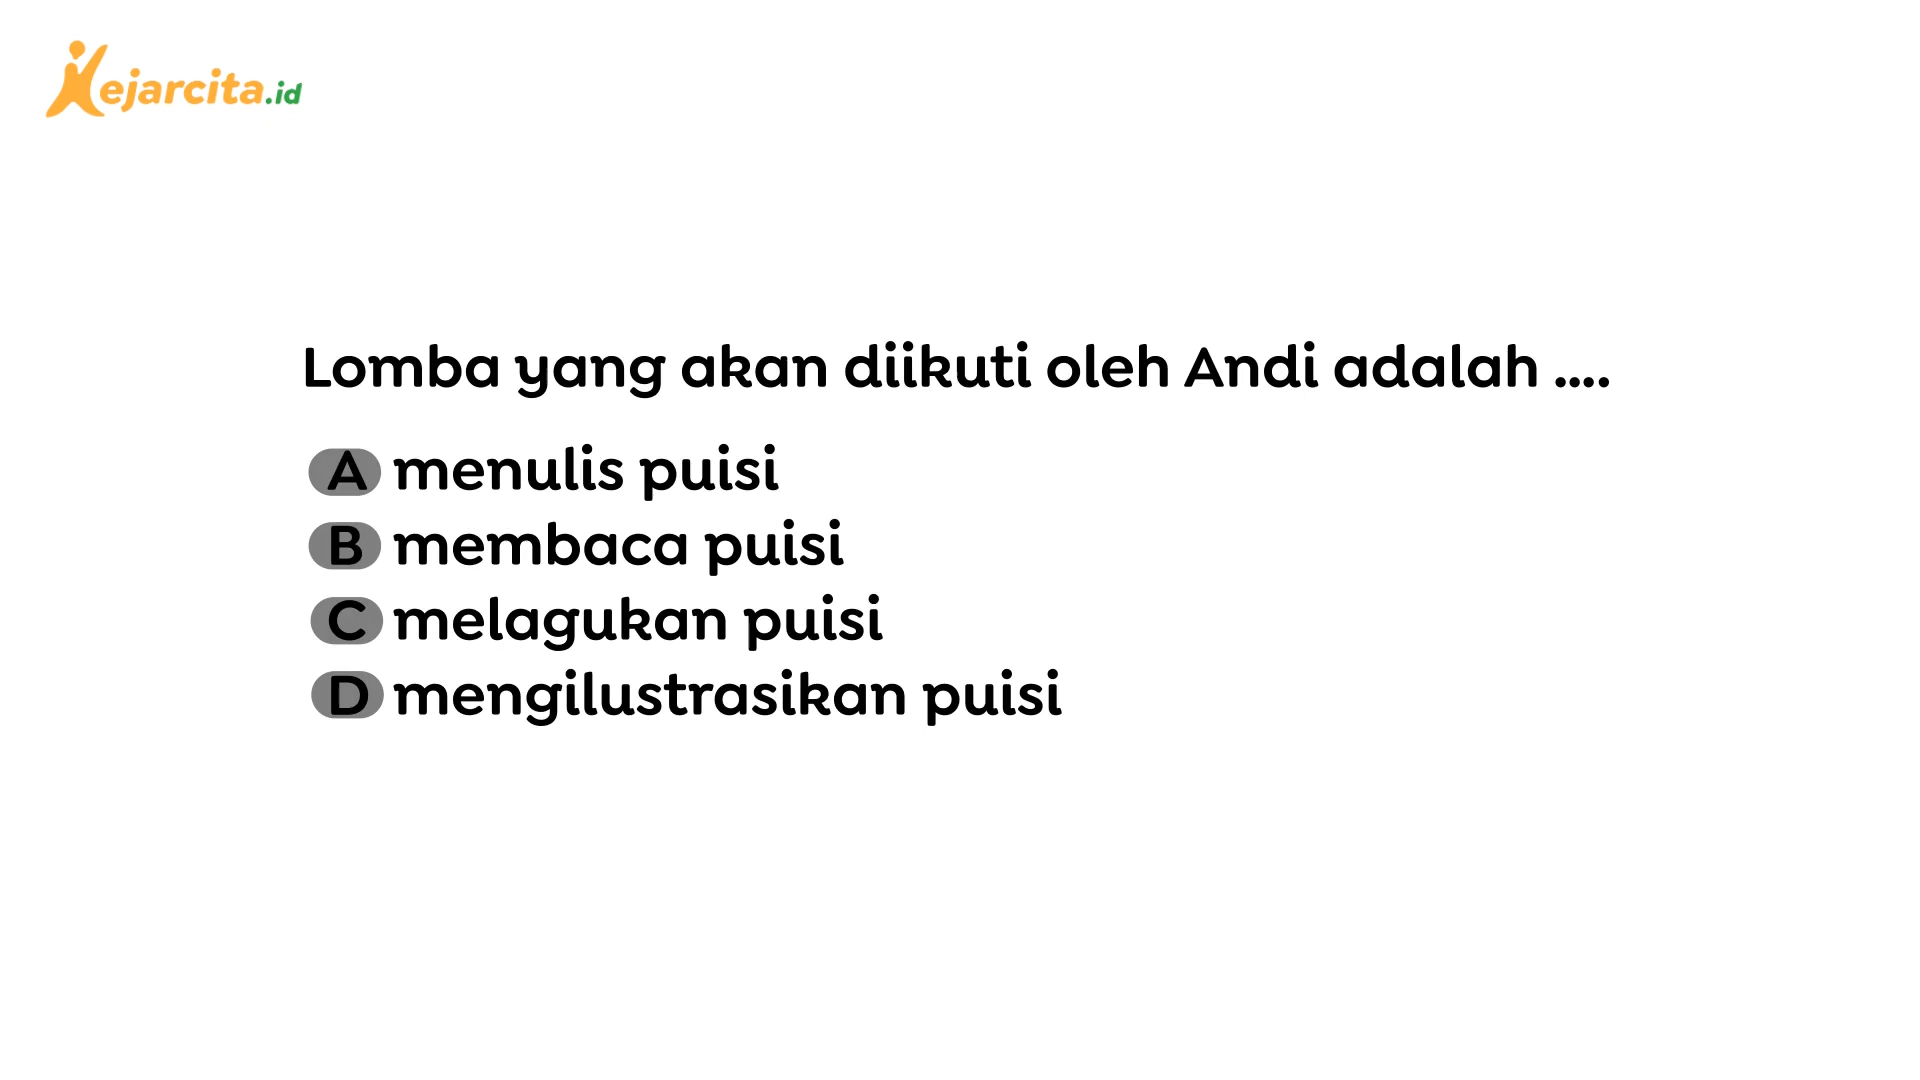 Kejarcita.id
Lomba yang akan diikuti oleh Andi adalah ....
A menulis puisi
B membaca puisi
C melagukan puisi
D mengilustrasikan puisi